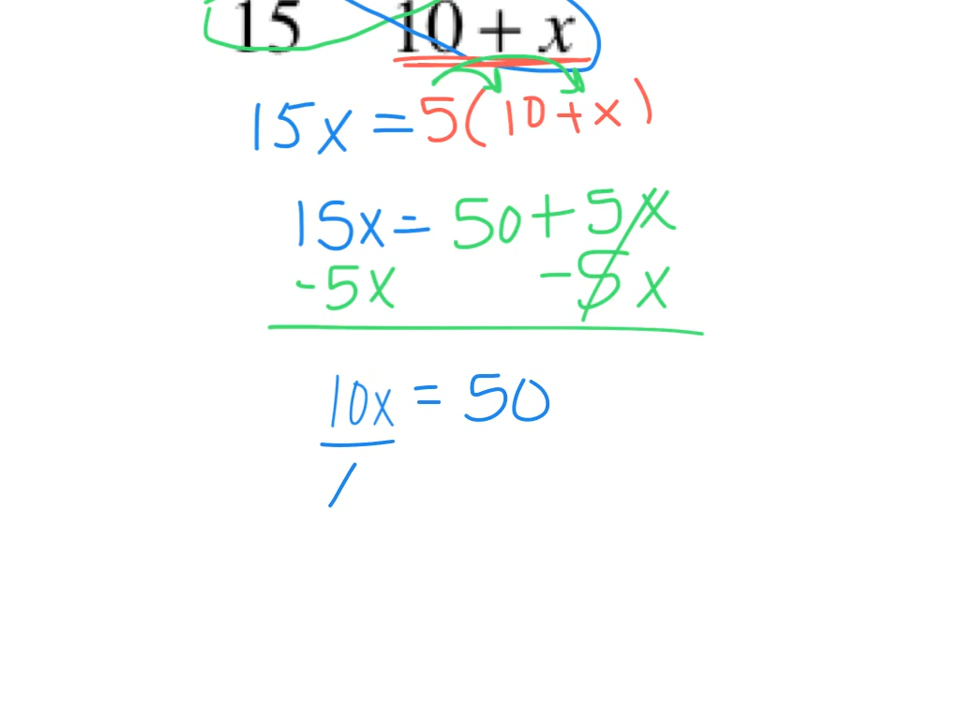 15 10 + x
15x = 5(10+x)
15x = 50 + 5x
-5x -5x
10x = 50